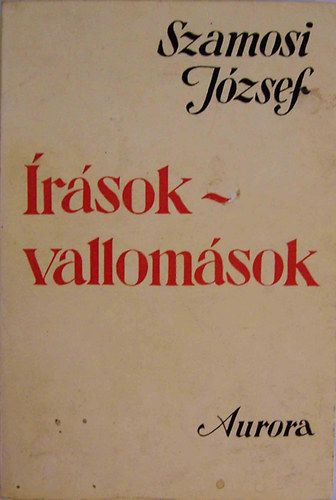 Szamosi
József
Írások ~
vallomások
Aurora